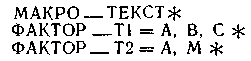 МАКРО — ТЕКСТ *
ФАКТОР — Т1 = А, В, С *
ФАКТОР — Т2 = А, М *